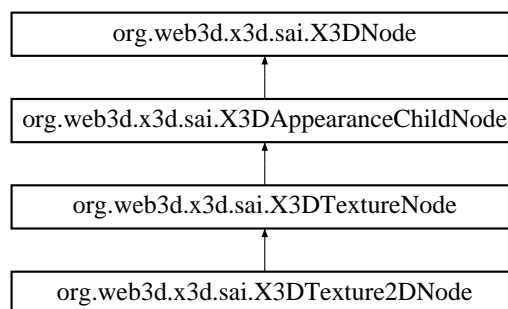 org.web3d.x3d.sai.X3DNode
org.web3d.x3d.sai.X3DAppearanceChildNode
org.web3d.x3d.sai.X3DTextureNode
org.web3d.x3d.sai.X3DTexture2DNode